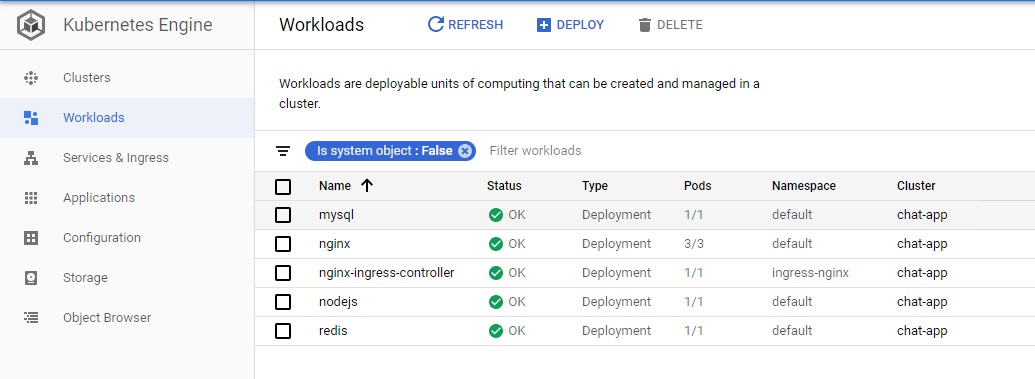 Kubernetes Engine
Workloads
REFRESH
DEPLOY
DELETE
Clusters
Workloads
Services & Ingress
Applications
Configuration
Storage
Object Browser
Workloads are deployable units of computing that can be created and managed in a
cluster.
Is system object : False
Filter workloads
Name Status Type Pods Namespace Cluster
mysql OK Deployment 1/1 default chat-app
nginx OK Deployment 3/3 default chat-app
nginx-ingress-controller OK Deployment 1/1 ingress-nginx chat-app
nodejs OK Deployment 1/1 default chat-app
redis OK Deployment 1/1 default chat-app